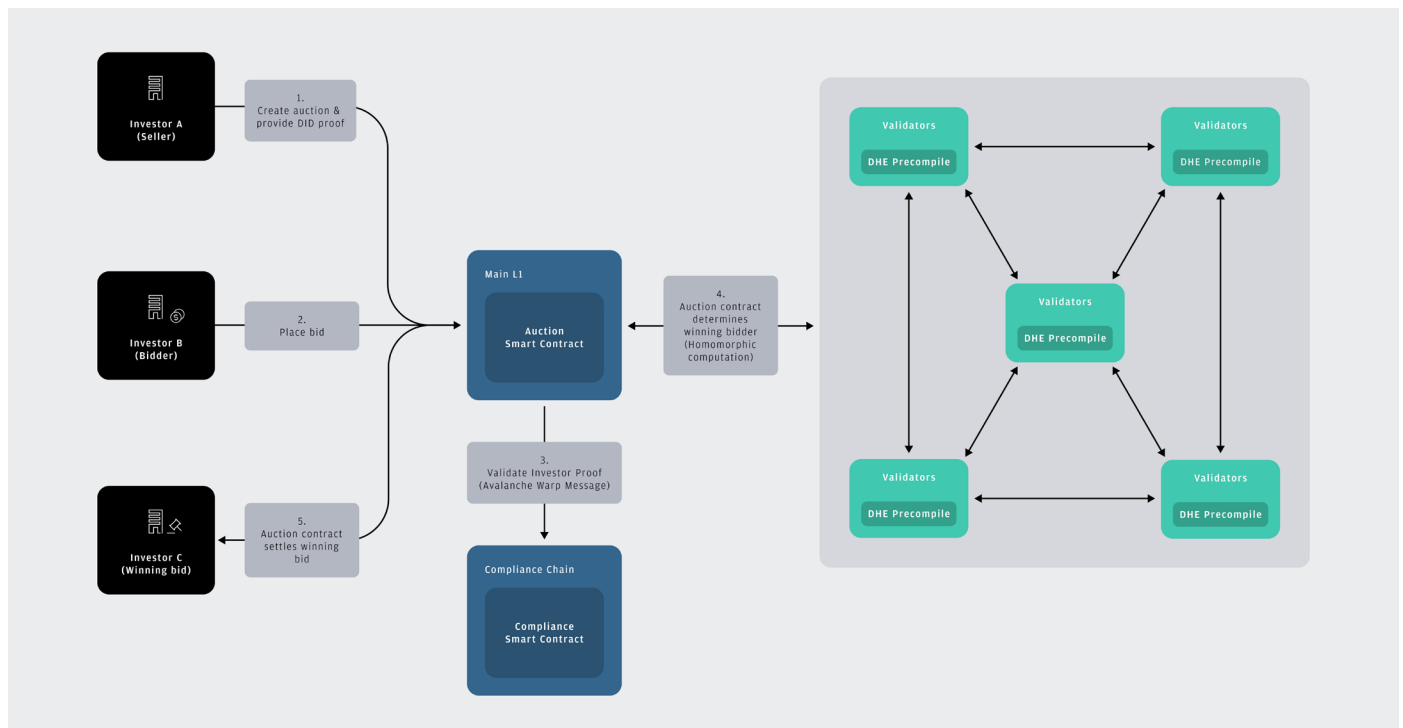 Investor A
(Seller)
1.
Create auction &
provide DID proof
Investor B
(Bidder)
2.
Place bid
Investor C
(Winning bid)
5.
Auction contract
settles winning
bid
Main L1
Auction
Smart Contract
3.
Validate Investor Proof
(Avalanche Warp Message)
Compliance Chain
Compliance
Smart Contract
4.
Auction contract
determines
winning bidder
(Homomorphic
computation)
Validators
DHE Precompile
Validators
DHE Precompile
Validators
DHE Precompile
Validators
DHE Precompile
Validators
DHE Precompile